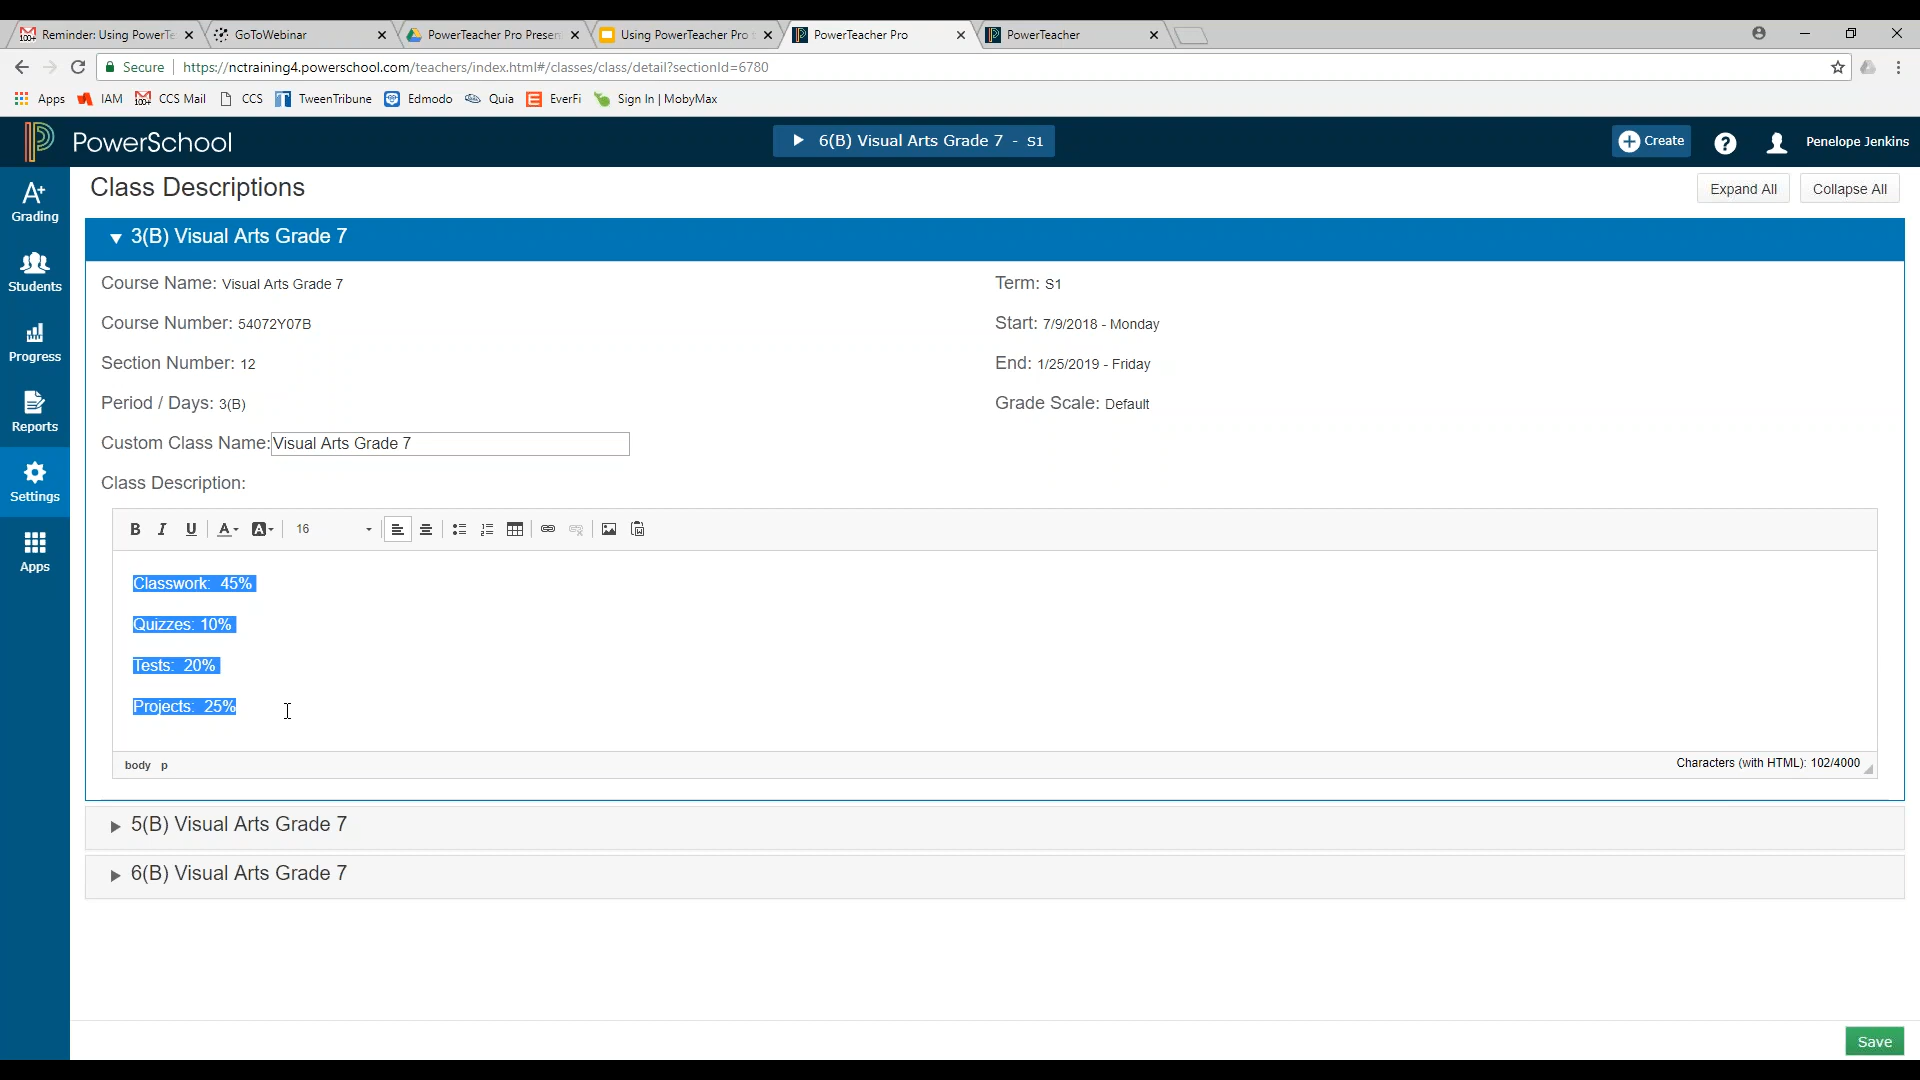 Reminder: Using PowerTe
GoToWebinar
PowerTeacher Pro Presen
Using PowerTeacher Pro
PowerTeacher Pro
PowerTeacher
Secure https://nctraining4.powerschool.com/teachers/index.html#/classes/class/detail?sectionId=6780
Apps IAM CCS Mail CCS TweenTribune Edmodo Quia EverFi Sign In | MobyMax
PowerSchool
6(B) Visual Arts Grade 7 - S1
Create
Penelope Jenkins
Grading
Students
Progress
Reports
Settings
Apps
Class Descriptions
Expand All
Collapse All
3(B) Visual Arts Grade 7
Course Name: Visual Arts Grade 7
Term: S1
Course Number: 54072Y07B
Start: 7/9/2018 - Monday
Section Number: 12
End: 1/25/2019 - Friday
Period / Days: 3(B)
Grade Scale: Default
Custom Class Name: Visual Arts Grade 7
Class Description:
B I U A A 16
Classwork: 45%
Quizzes: 10%
Tests: 20%
Projects: 25%
body p
Characters (with HTML): 102/4000
5(B) Visual Arts Grade 7
6(B) Visual Arts Grade 7
Save